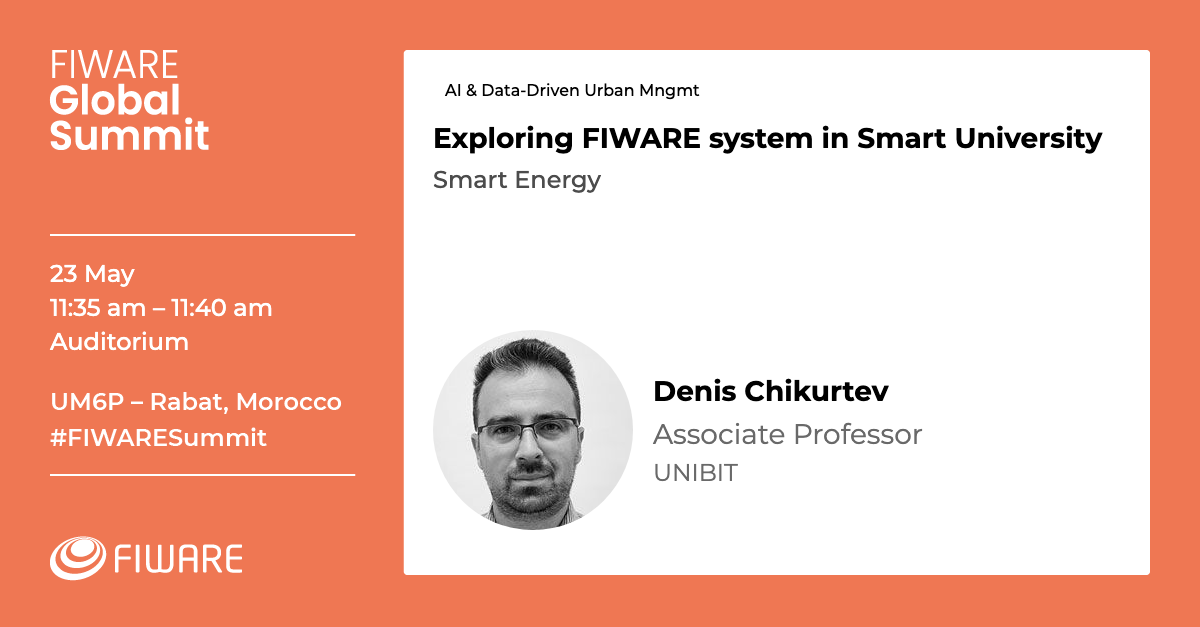 FIWARE
Global
Summit
23 May
11:35 am – 11:40 am
Auditorium
UM6P – Rabat, Morocco
#FIWARESummit
FIWARE
AI & Data-Driven Urban Mngmt
Exploring FIWARE system in Smart University
Smart Energy
Denis Chikurtev
Associate Professor
UNIBIT